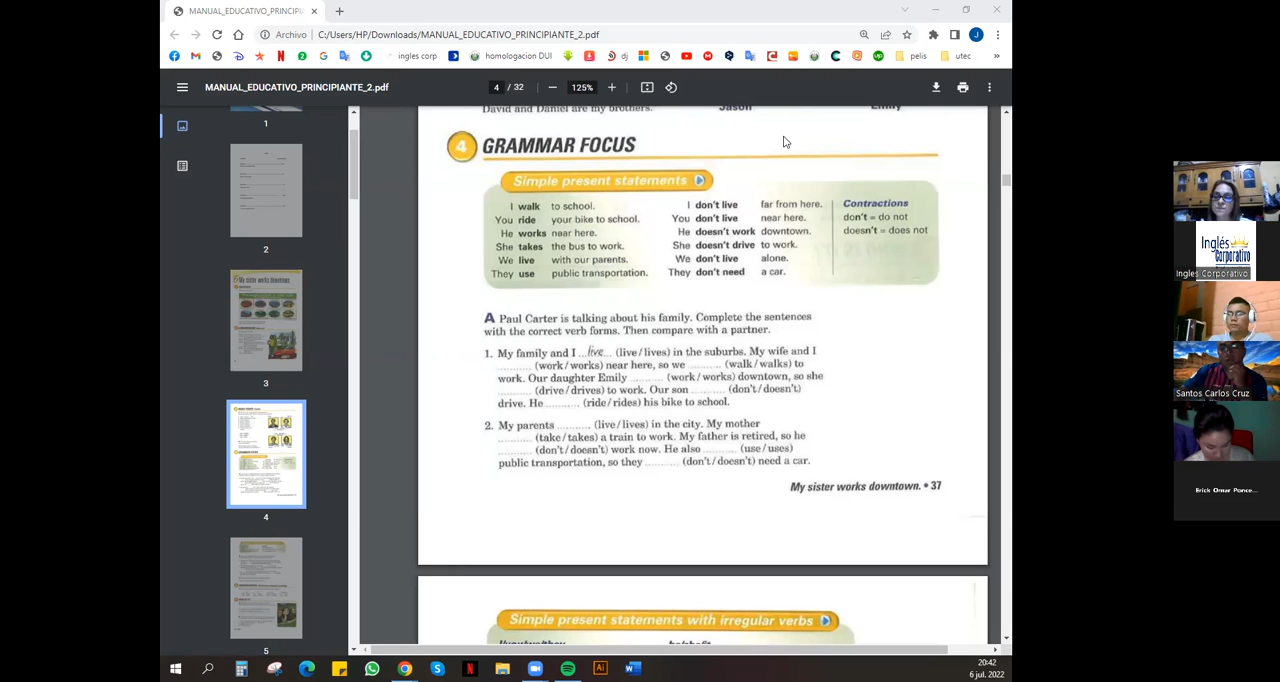 MANUAL_EDUCATIVO_PRINCIPI
Archivo
C:/Users/HP/Downloads/MANUAL_EDUCATIVO_PRINCIPIANTE_2.pdf
ingles corp
homologacion DUI
dj
pelis
utec
MANUAL_EDUCATIVO_PRINCIPIANTE_2.pdf
4 / 32
125%
1
2
3
4
5
David and Daniel are my brothers.
Jason
Emily
4 GRAMMAR FOCUS
Simple present statements
I walk to school.
You ride your bike to school.
He works near here.
She takes the bus to work.
We live with our parents.
They use public transportation.
I don't live far from here.
You don't live near here.
He doesn't work downtown.
She doesn't drive to work.
We don't live alone.
They don't need a car.
Contractions
don't = do not
doesn't = does not
A Paul Carter is talking about his family. Complete the sentences
with the correct verb forms. Then compare with a partner.
1. My family and I ...live... (live / lives) in the suburbs. My wife and I
.......... (work / works) near here, so we .......... (walk / walks) to
work. Our daughter Emily .......... (work / works) downtown, so she
.......... (drive / drives) to work. Our son .......... (don't / doesn't)
drive. He .......... (ride / rides) his bike to school.
2. My parents .......... (live / lives) in the city. My mother
.......... (take / takes) a train to work. My father is retired, so he
.......... (don't / doesn't) work now. He also .......... (use / uses)
public transportation, so they .......... (don't / doesn't) need a car.
My sister works downtown. • 37
Simple present statements with irregular verbs
Inglés
Corporativo
Ingles Corporativo
Santos Carlos Cruz
Erick Omar Ponce...
20:42
6 jul. 2022